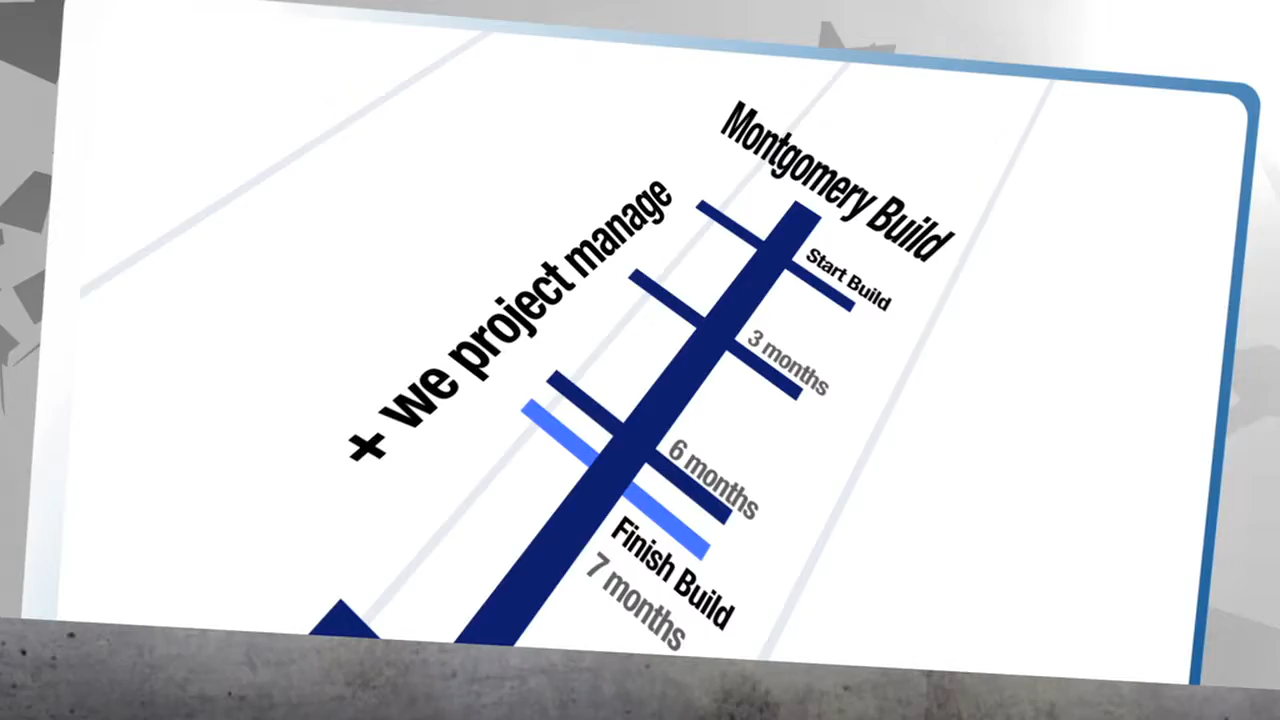 Montgomery Build
+ we project manage
Start Build
3 months
6 months
Finish Build
7 months